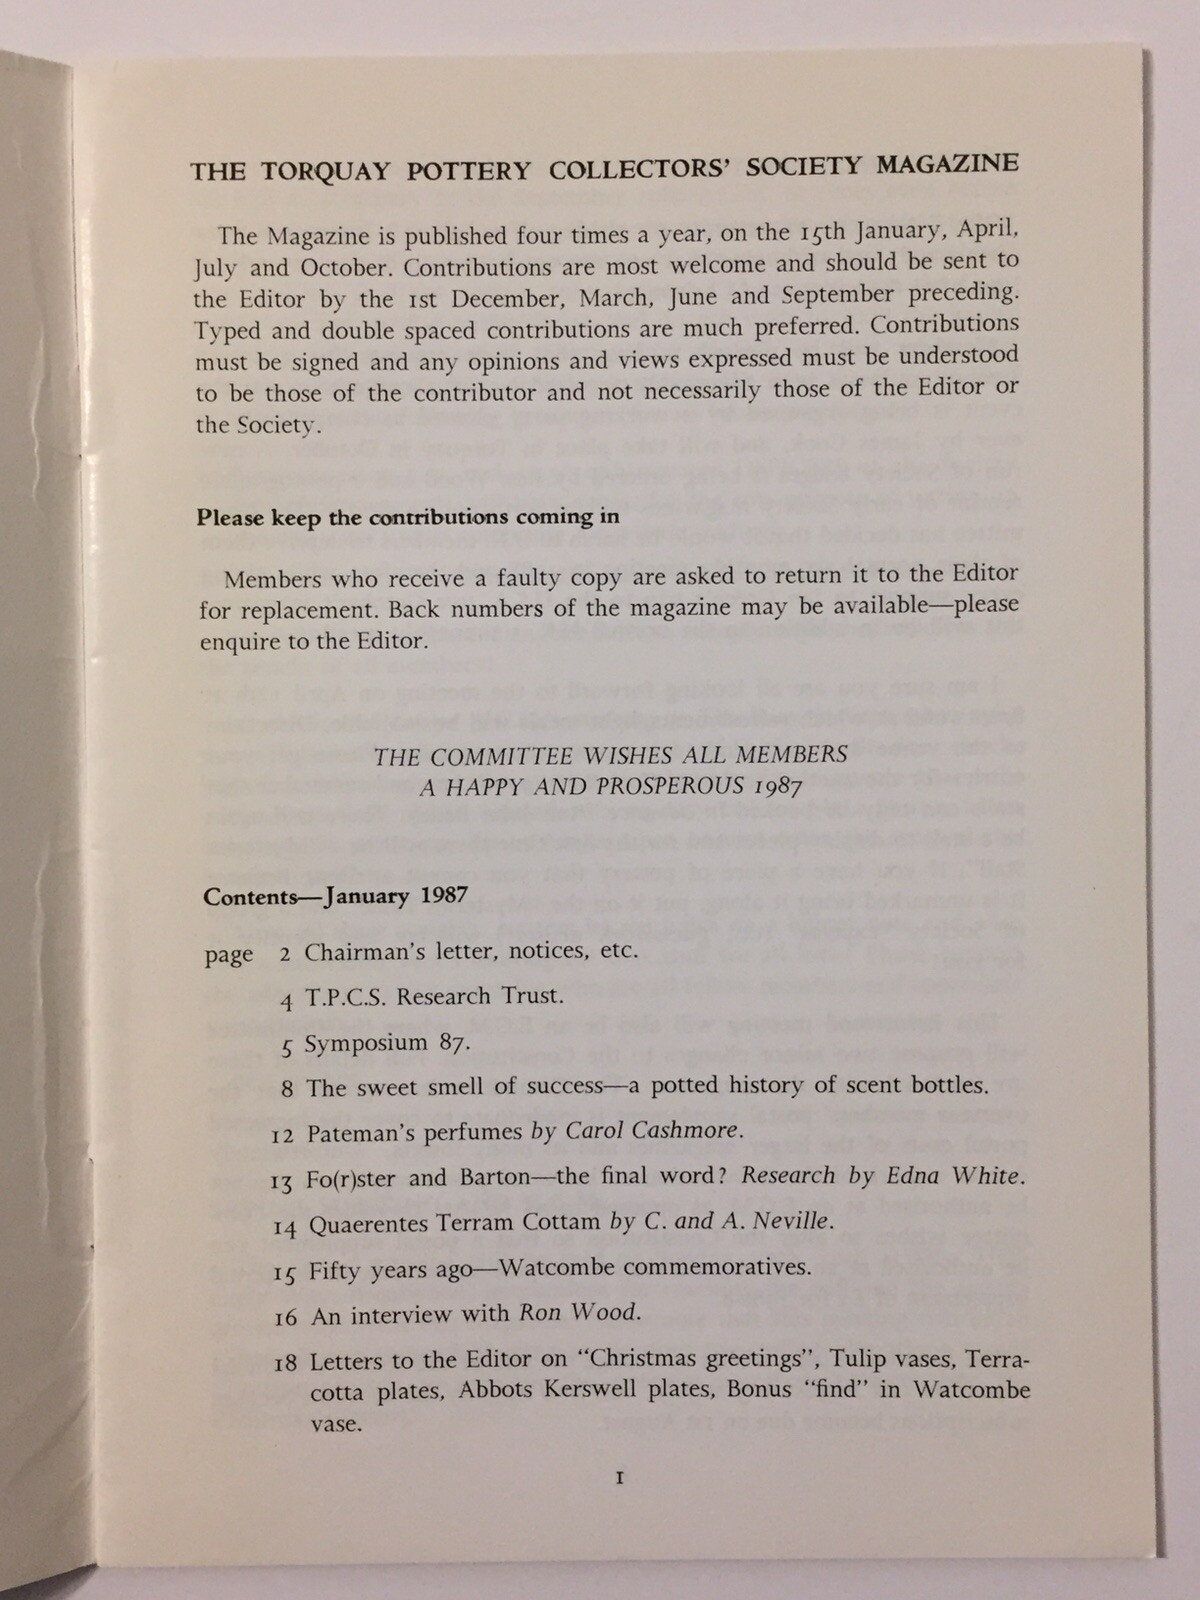 THE TORQUAY POTTERY COLLECTORS' SOCIETY MAGAZINE
The Magazine is published four times a year, on the 15th January, April,
July and October. Contributions are most welcome and should be sent to
the Editor by the 1st December, March, June and September preceding.
Typed and double spaced contributions are much preferred. Contributions
must be signed and any opinions and views expressed must be understood
to be those of the contributor and not necessarily those of the Editor or
the Society.
Please keep the contributions coming in
Members who receive a faulty copy are asked to return it to the Editor
for replacement. Back numbers of the magazine may be available—please
enquire to the Editor.
THE COMMITTEE WISHES ALL MEMBERS
A HAPPY AND PROSPEROUS 1987
Contents—January 1987
page 2 Chairman's letter, notices, etc.
4 T.P.C.S. Research Trust.
5 Symposium 87.
8 The sweet smell of success—a potted history of scent bottles.
12 Pateman's perfumes by Carol Cashmore.
13 Fo(r)ster and Barton—the final word? Research by Edna White.
14 Quaerentes Terram Cottam by C. and A. Neville.
15 Fifty years ago—Watcombe commemoratives.
16 An interview with Ron Wood.
18 Letters to the Editor on "Christmas greetings", Tulip vases, Terra-
cotta plates, Abbots Kerswell plates, Bonus "find" in Watcombe
vase.
1